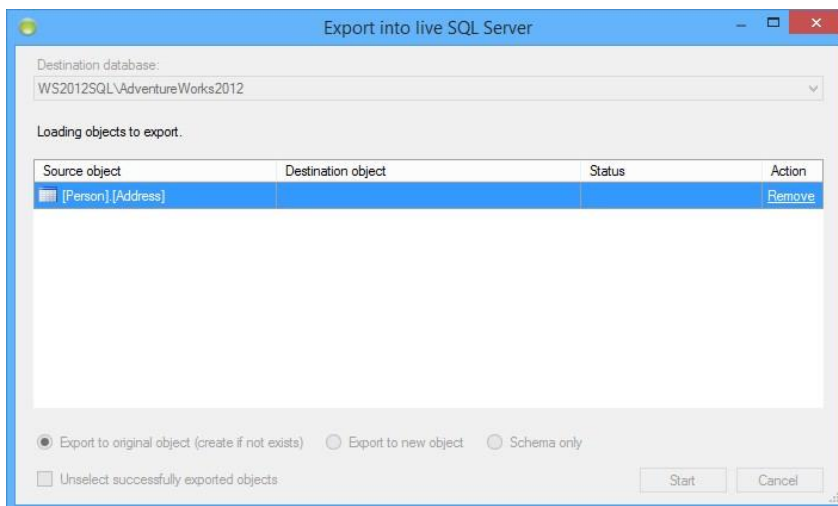 Export into live SQL Server
Destination database:
WS2012SQL\AdventureWorks2012
Loading objects to export.
Source object Destination object Status Action
[Person].[Address] Remove
Export to original object (create if not exists) Export to new object Schema only
Unselect successfully exported objects Start Cancel